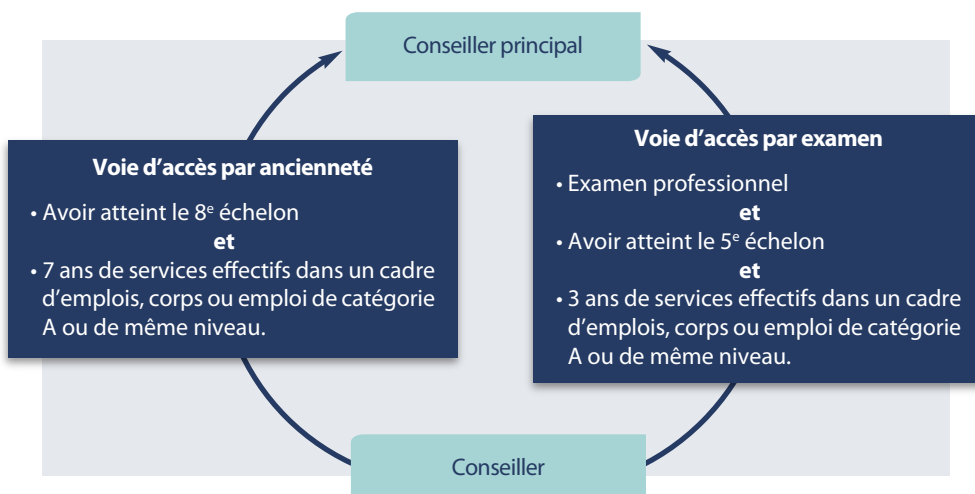 Conseiller principal
Voie d’accès par ancienneté
• Avoir atteint le 8e échelon
et
• 7 ans de services effectifs dans un cadre
d’emplois, corps ou emploi de catégorie
A ou de même niveau.
Voie d’accès par examen
• Examen professionnel
et
• Avoir atteint le 5e échelon
et
• 3 ans de services effectifs dans un cadre
d’emplois, corps ou emploi de catégorie
A ou de même niveau.
Conseiller